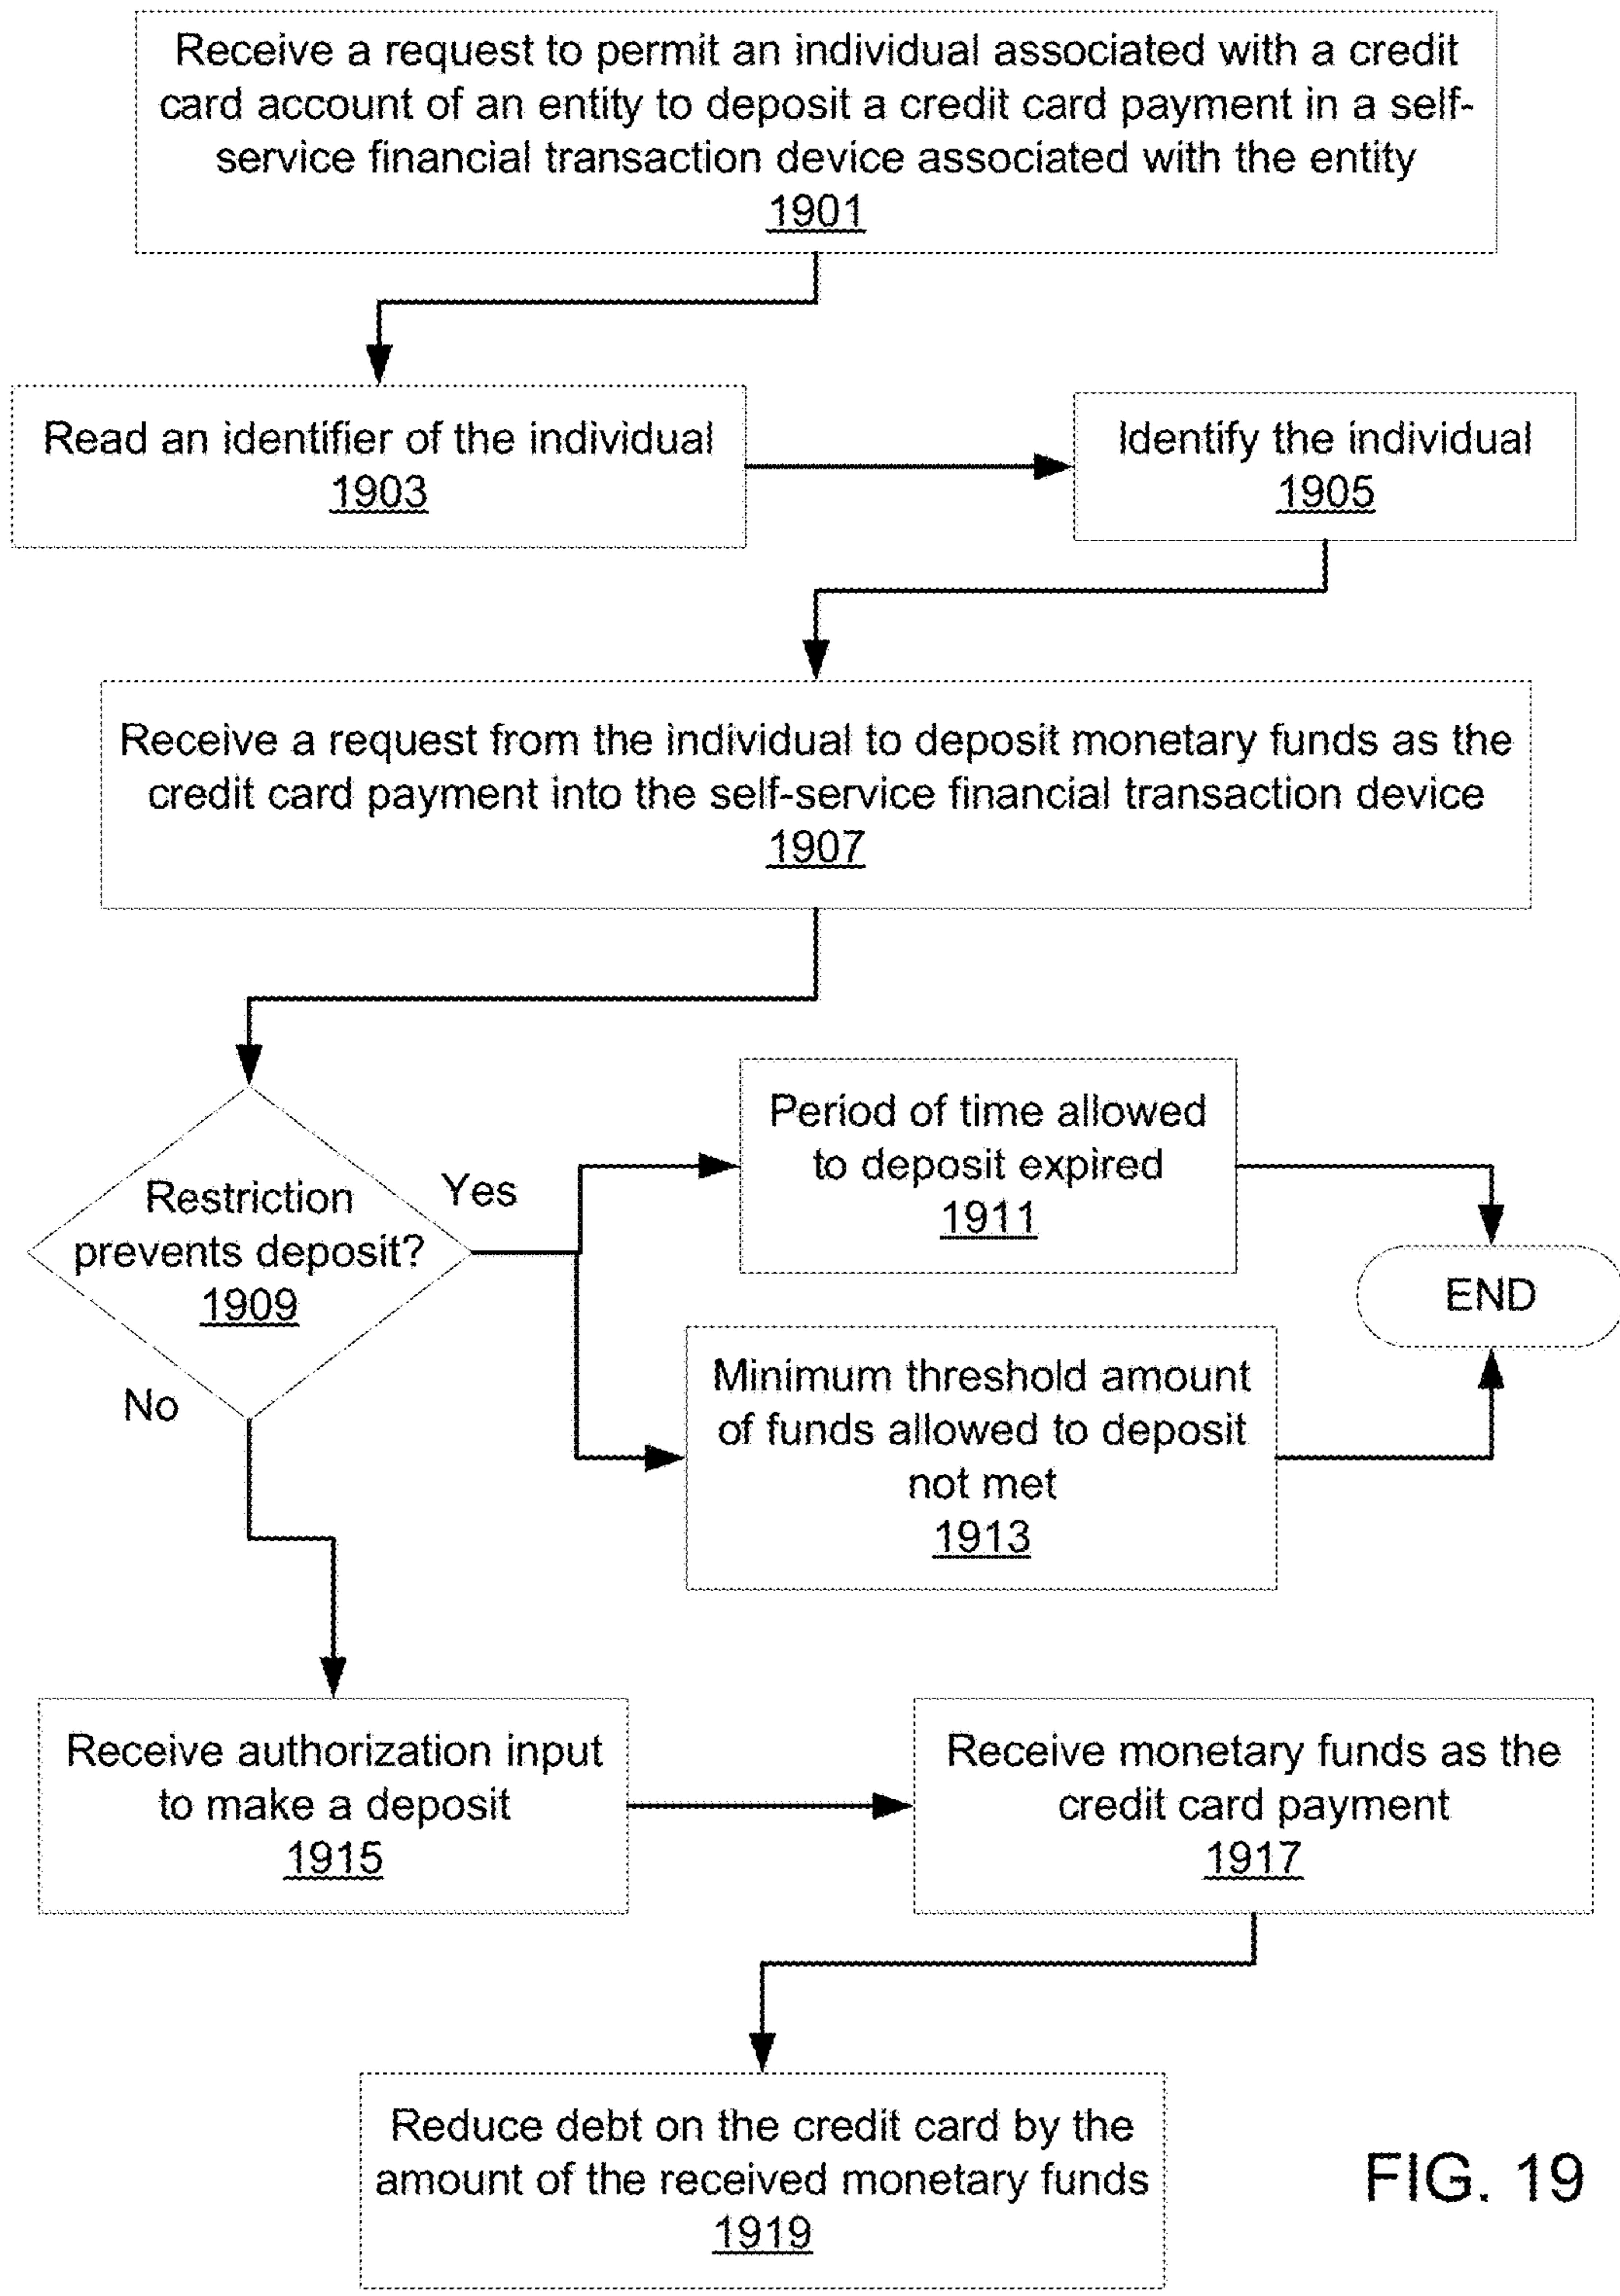 Receive a request to permit an individual associated with a credit
card account of an entity to deposit a credit card payment in a self-
service financial transaction device associated with the entity
1901
Read an identifier of the individual
1903
Identify the individual
1905
Receive a request from the individual to deposit monetary funds as the
credit card payment into the self-service financial transaction device
1907
Restriction
prevents deposit?
1909
Yes
No
Period of time allowed
to deposit expired
1911
Minimum threshold amount
of funds allowed to deposit
not met
1913
END
Receive authorization input
to make a deposit
1915
Receive monetary funds as the
credit card payment
1917
Reduce debt on the credit card by the
amount of the received monetary funds
1919
FIG. 19